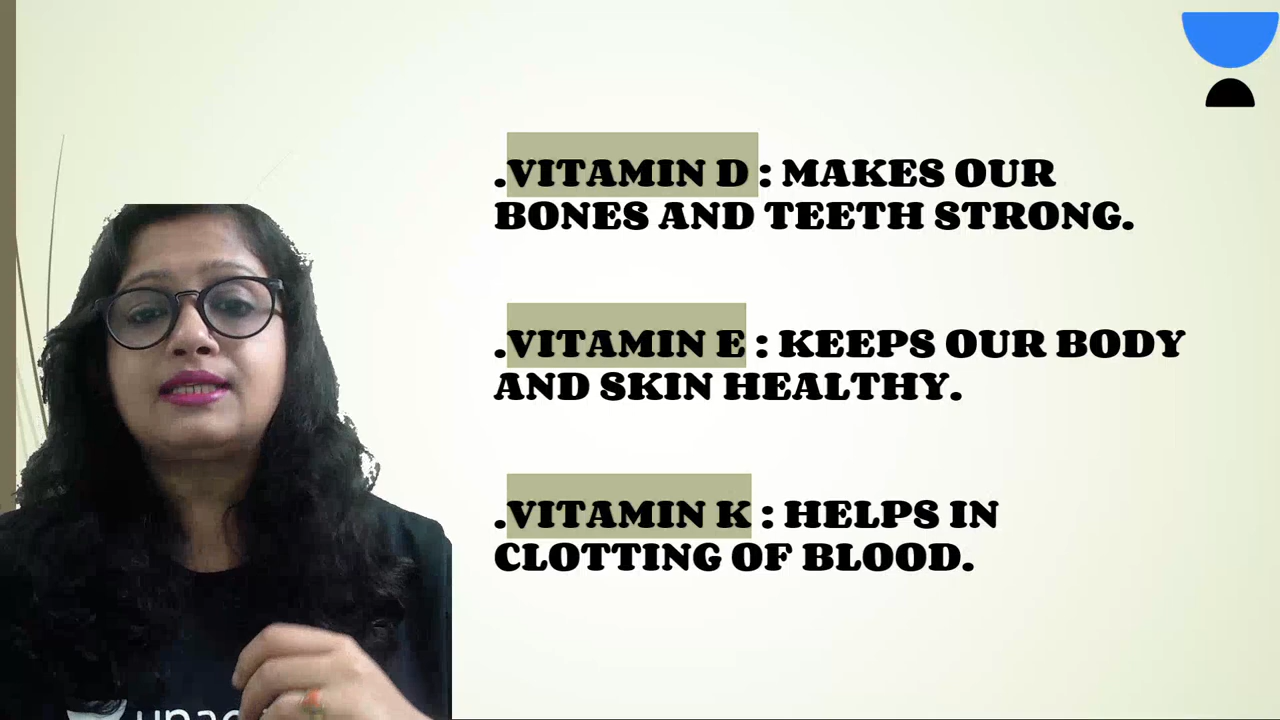 .VITAMIN D : MAKES OUR
BONES AND TEETH STRONG.
.VITAMIN E : KEEPS OUR BODY
AND SKIN HEALTHY.
.VITAMIN K : HELPS IN
CLOTTING OF BLOOD.